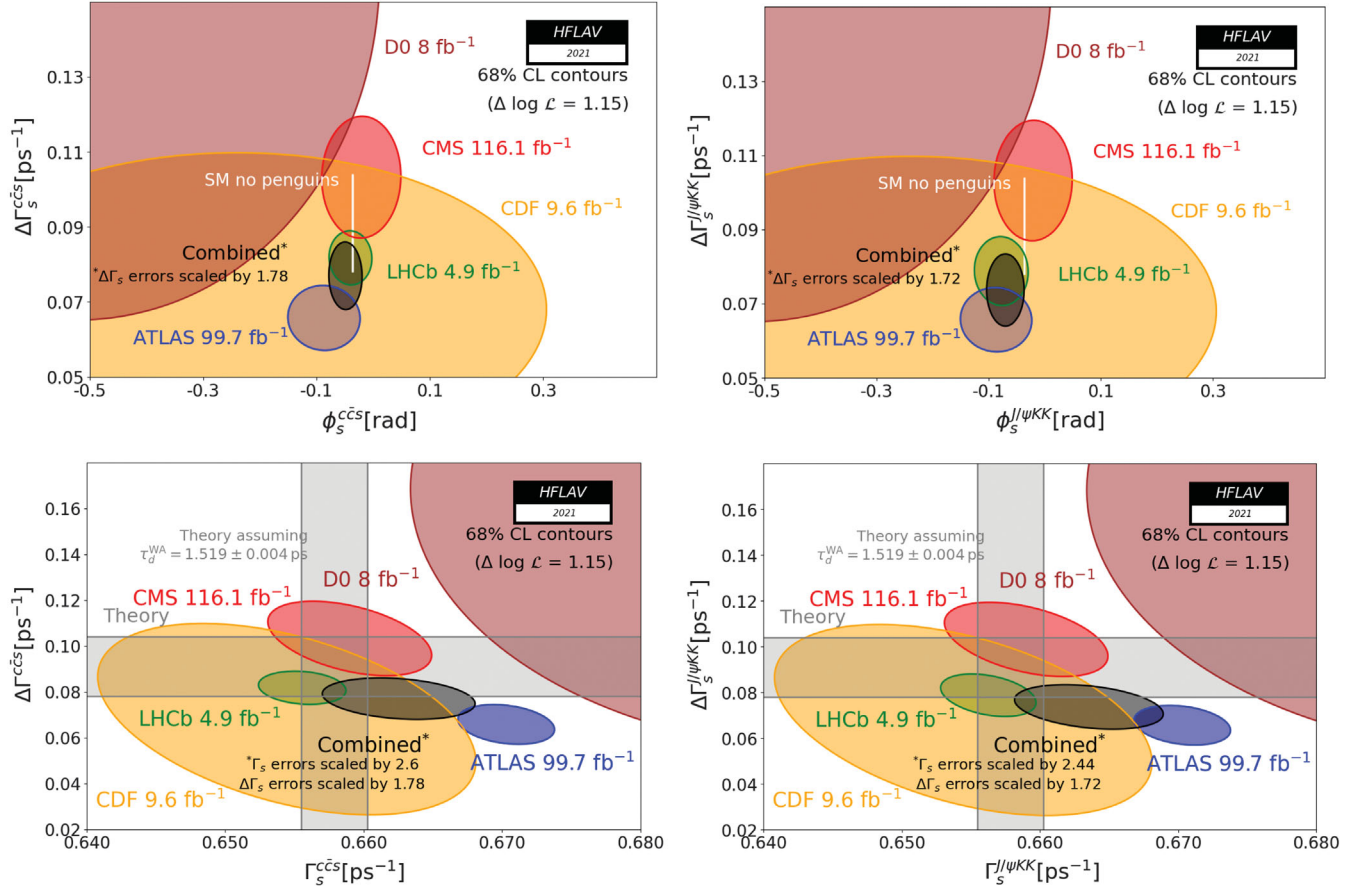 HFLAV
2021
D0 8 fb⁻¹
68% CL contours
(Δ log ℒ = 1.15)
CMS 116.1 fb⁻¹
SM no penguins
CDF 9.6 fb⁻¹
Combined*
*ΔΓₛ errors scaled by 1.78
LHCb 4.9 fb⁻¹
ATLAS 99.7 fb⁻¹
0.13
0.11
0.09
0.07
0.05
-0.5
-0.3
-0.1
0.1
0.3
ΔΓₛ^{cc̄s}[ps⁻¹]
ϕₛ^{cc̄s}[rad]
HFLAV
2021
D0 8 fb⁻¹
68% CL contours
(Δ log ℒ = 1.15)
CMS 116.1 fb⁻¹
SM no penguins
CDF 9.6 fb⁻¹
Combined*
*ΔΓₛ errors scaled by 1.72
LHCb 4.9 fb⁻¹
ATLAS 99.7 fb⁻¹
0.13
0.11
0.09
0.07
0.05
-0.5
-0.3
-0.1
0.1
0.3
ΔΓₛ^{J/ψKK}[ps⁻¹]
ϕₛ^{J/ψKK}[rad]
HFLAV
2021
68% CL contours
(Δ log ℒ = 1.15)
Theory assuming
τ_d^{WA} = 1.519 ± 0.004 ps
D0 8 fb⁻¹
CMS 116.1 fb⁻¹
Theory
LHCb 4.9 fb⁻¹
Combined*
*Γₛ errors scaled by 2.6
ΔΓₛ errors scaled by 1.78
ATLAS 99.7 fb⁻¹
CDF 9.6 fb⁻¹
0.16
0.14
0.12
0.10
0.08
0.06
0.04
0.02
0.640
0.650
0.660
0.670
0.680
ΔΓₛ^{cc̄s}[ps⁻¹]
Γₛ^{cc̄s}[ps⁻¹]
HFLAV
2021
68% CL contours
(Δ log ℒ = 1.15)
Theory assuming
τ_d^{WA} = 1.519 ± 0.004 ps
D0 8 fb⁻¹
CMS 116.1 fb⁻¹
Theory
LHCb 4.9 fb⁻¹
Combined*
*Γₛ errors scaled by 2.44
ΔΓₛ errors scaled by 1.72
ATLAS 99.7 fb⁻¹
CDF 9.6 fb⁻¹
0.16
0.14
0.12
0.10
0.08
0.06
0.04
0.02
0.640
0.650
0.660
0.670
0.680
ΔΓₛ^{J/ψKK}[ps⁻¹]
Γₛ^{J/ψKK}[ps⁻¹]